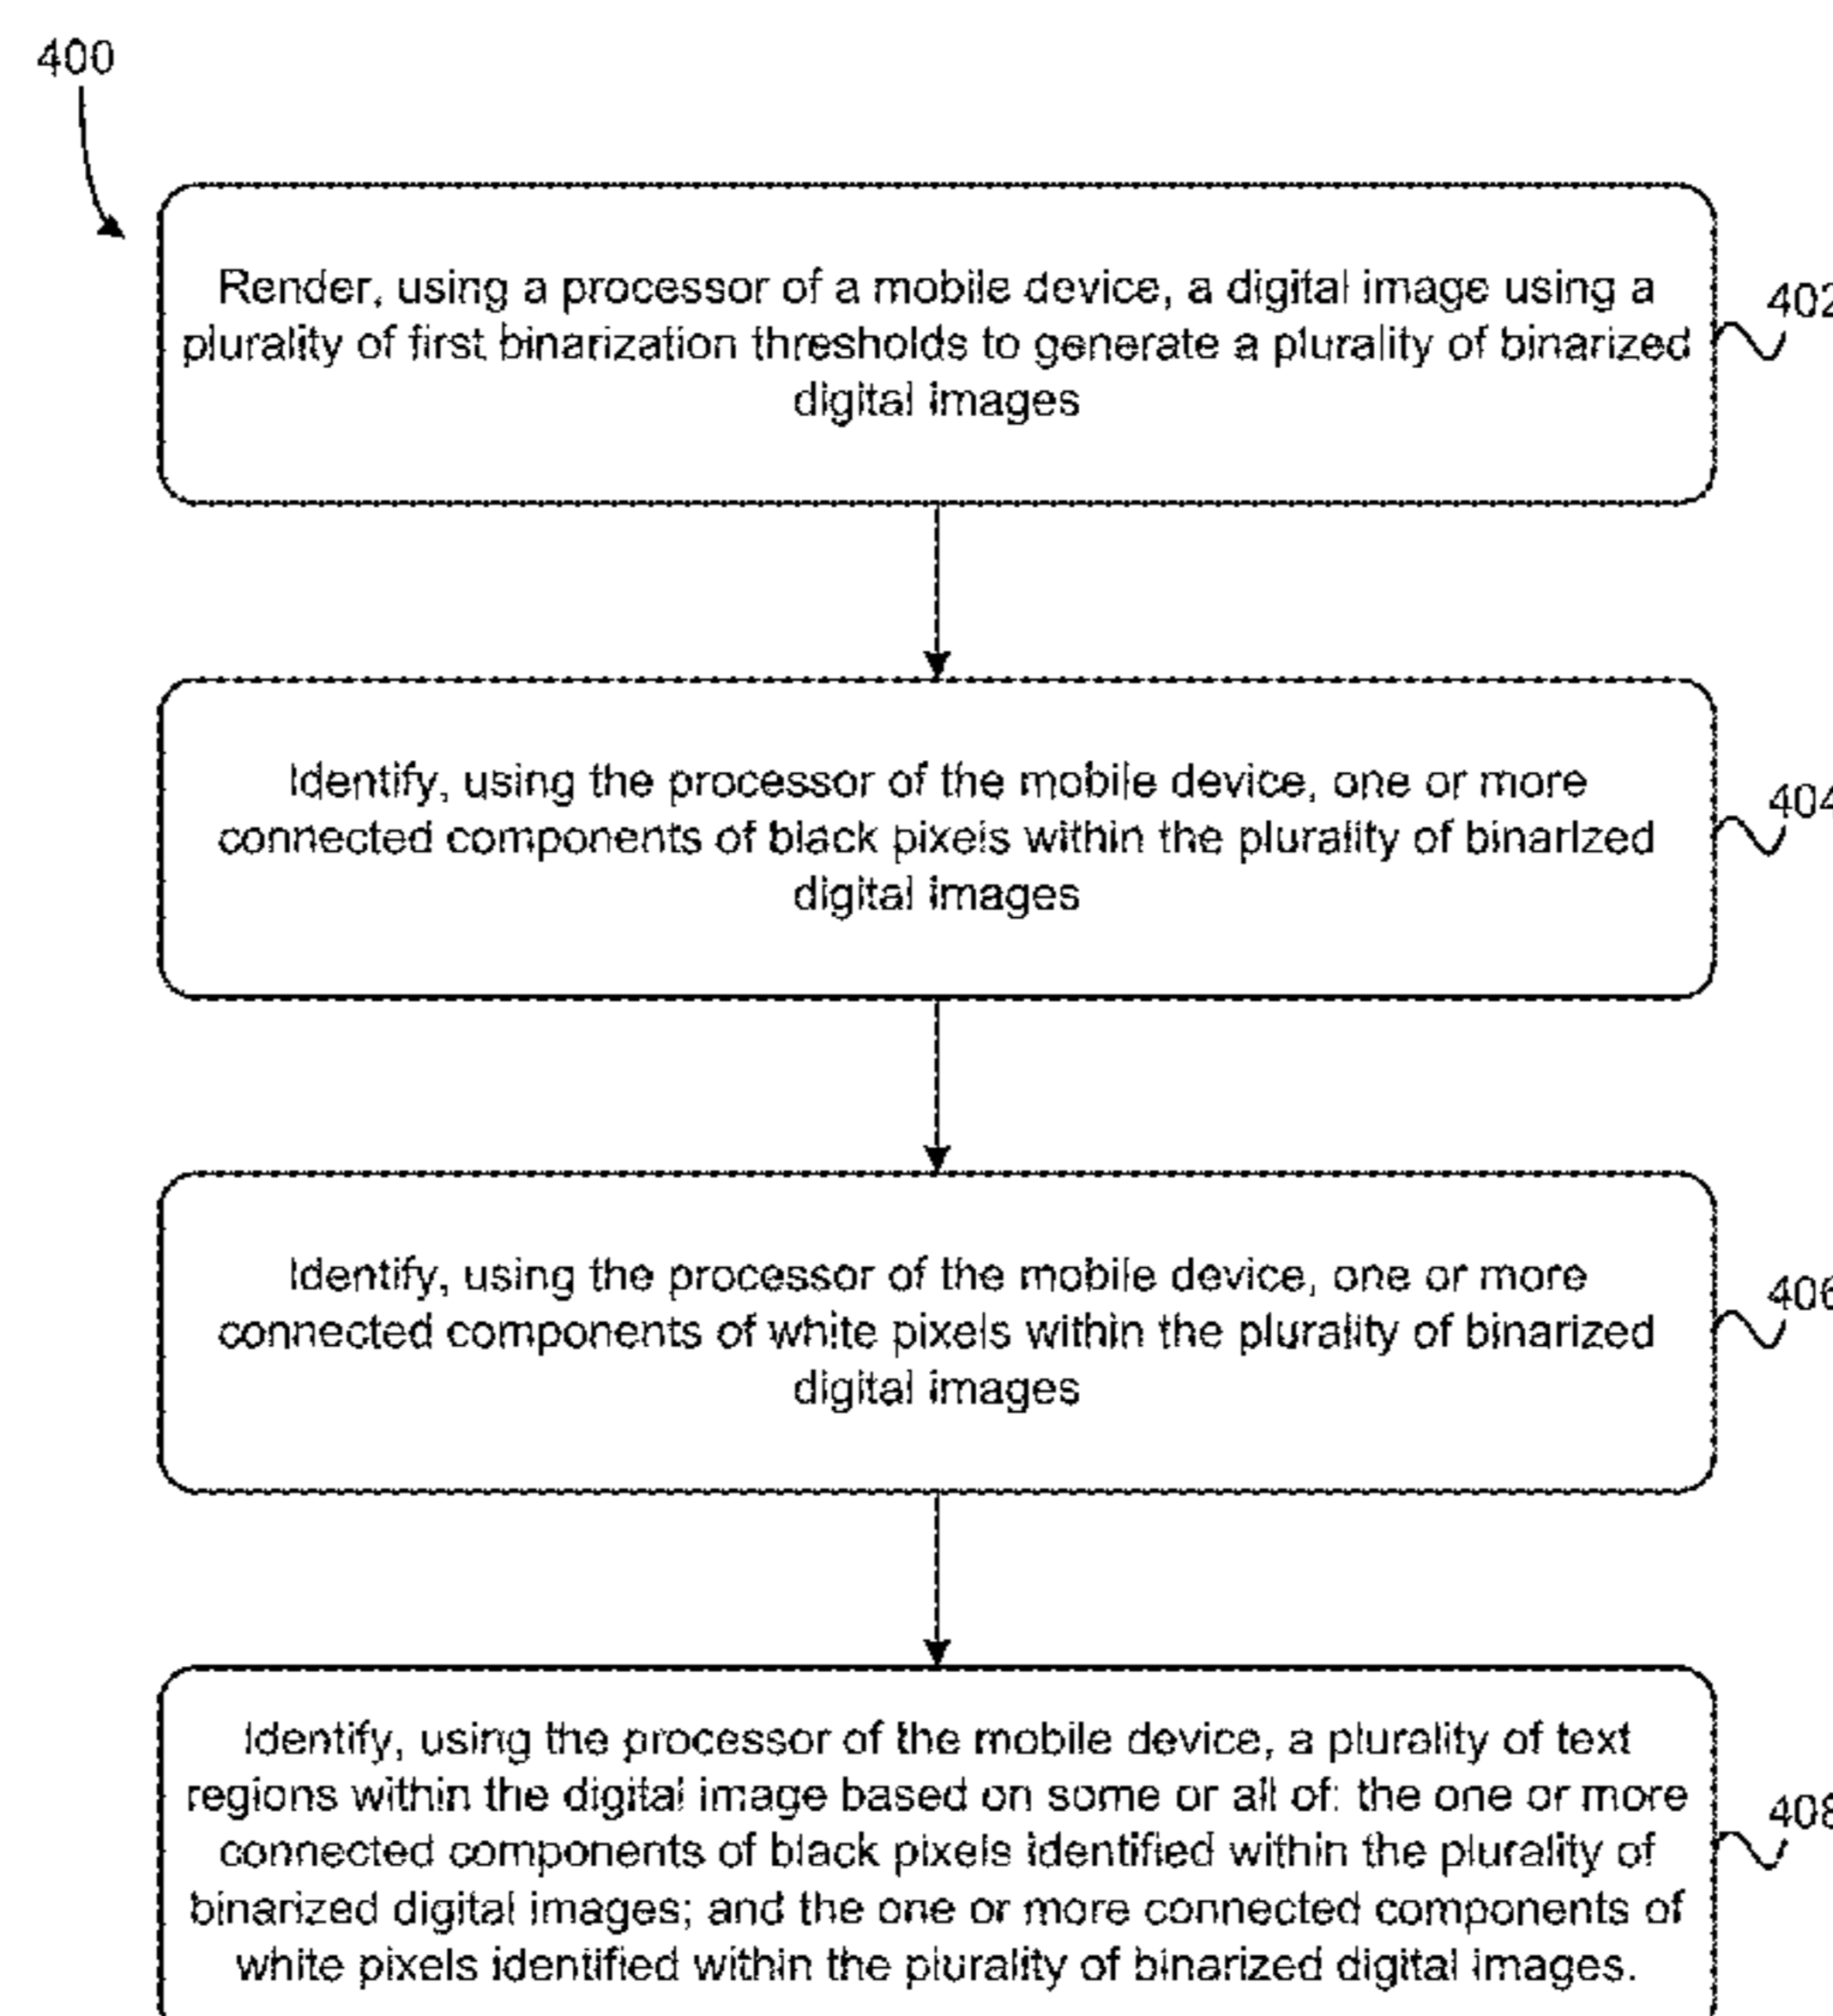 400
Render, using a processor of a mobile device, a digital image using a
plurality of first binarization thresholds to generate a plurality of binarized
digital images
402
Identify, using the processor of the mobile device, one or more
connected components of black pixels within the plurality of binarized
digital images
404
Identify, using the processor of the mobile device, one or more
connected components of white pixels within the plurality of binarized
digital images
406
Identify, using the processor of the mobile device, a plurality of text
regions within the digital image based on some or all of: the one or more
connected components of black pixels identified within the plurality of
binarized digital images; and the one or more connected components of
white pixels identified within the plurality of binarized digital images.
408